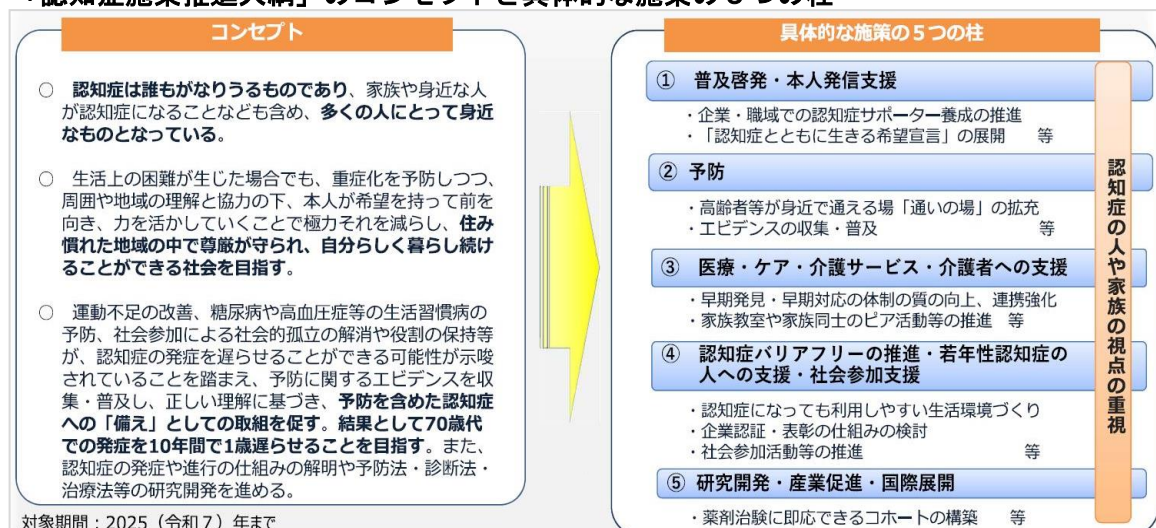 「認知症施策推進大綱」のコンセプトと具体的な施策の５つの柱
コンセプト
○　認知症は誰もがなりうるものであり、家族や身近な人
が認知症になることなども含め、多くの人にとって身近
なものとなっている。
○　生活上の困難が生じた場合でも、重症化を予防しつつ、
周囲や地域の理解と協力の下、本人が希望を持って前を
向き、力を活かしていくことで極力それを減らし、住み
慣れた地域の中で尊厳が守られ、自分らしく暮らし続け
ることができる社会を目指す。
○　運動不足の改善、糖尿病や高血圧症等の生活習慣病の
予防、社会参加による社会的孤立の解消や役割の保持等
が、認知症の発症を遅らせることができる可能性が示唆
されていることを踏まえ、予防に関するエビデンスを収
集・普及し、正しい理解に基づき、予防を含めた認知症
への「備え」としての取組を促す。結果として70歳代
での発症を10年間で1歳遅らせることを目指す。また、
認知症の発症や進行の仕組みの解明や予防法・診断法・
治療法等の研究開発を進める。
対象期間：2025（令和７）年まで
具体的な施策の５つの柱
①　普及啓発・本人発信支援
・企業・職域での認知症サポーター養成の推進
・「認知症とともに生きる希望宣言」の展開　等
②　予防
・高齢者等が身近で通える場「通いの場」の拡充
・エビデンスの収集・普及　等
③　医療・ケア・介護サービス・介護者への支援
・早期発見・早期対応の体制の質の向上、連携強化
・家族教室や家族同士のピア活動等の推進　等
④　認知症バリアフリーの推進・若年性認知症の
人への支援・社会参加支援
・認知症になっても利用しやすい生活環境づくり
・企業認証・表彰の仕組みの検討
・社会参加活動等の推進　等
⑤　研究開発・産業促進・国際展開
・薬剤治験に即応できるコホートの構築　等
認知症の人や家族の視点の重視